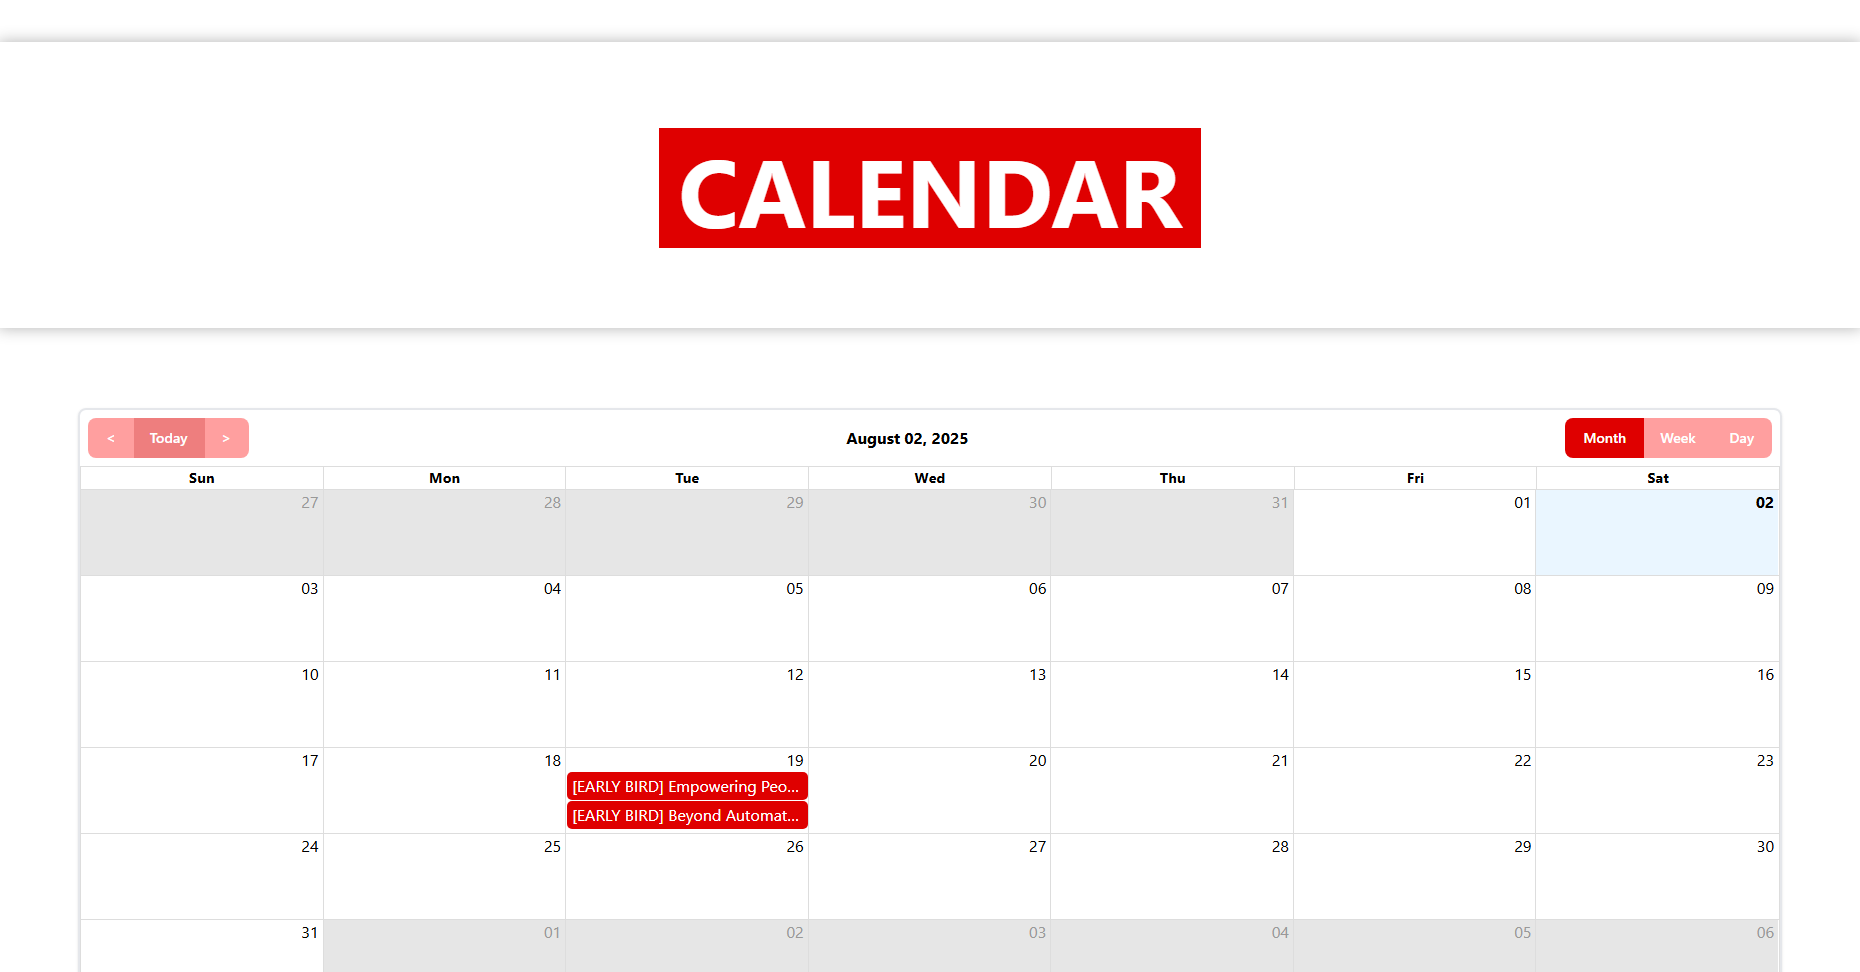 CALENDAR
< Today >
August 02, 2025
Month Week Day
Sun Mon Tue Wed Thu Fri Sat
27 28 29 30 31 01 02
03 04 05 06 07 08 09
10 11 12 13 14 15 16
17 18 19 20 21 22 23
[EARLY BIRD] Empowering Peo...
[EARLY BIRD] Beyond Automat...
24 25 26 27 28 29 30
31 01 02 03 04 05 06